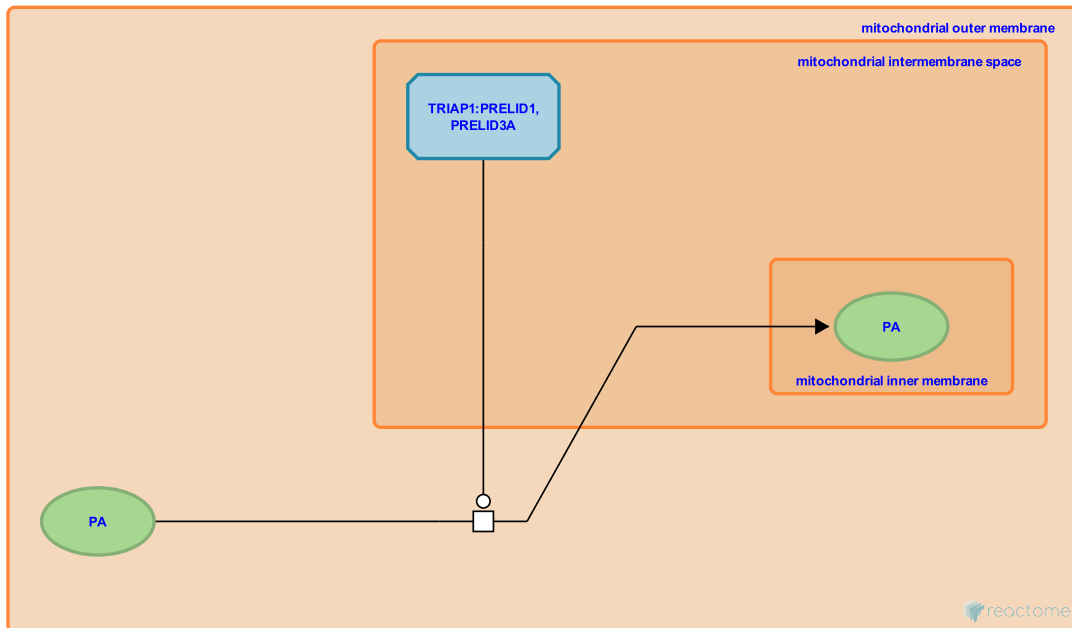 mitochondrial outer membrane
mitochondrial intermembrane space
TRIAP1:PRELID1,
PRELID3A
PA
mitochondrial inner membrane
PA
reactome